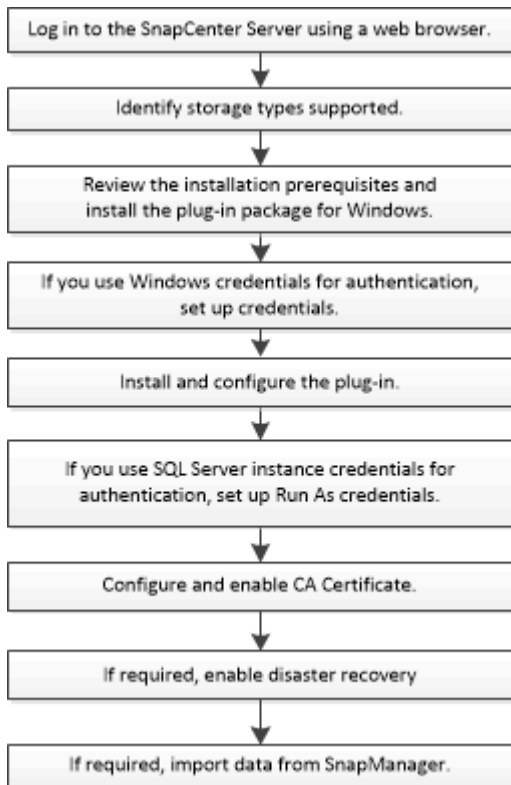 Log in to the SnapCenter Server using a web browser.
Identify storage types supported.
Review the installation prerequisites and
install the plug-in package for Windows.
If you use Windows credentials for authentication,
set up credentials.
Install and configure the plug-in.
If you use SQL Server instance credentials for
authentication, set up Run As credentials.
Configure and enable CA Certificate.
If required, enable disaster recovery
If required, import data from SnapManager.